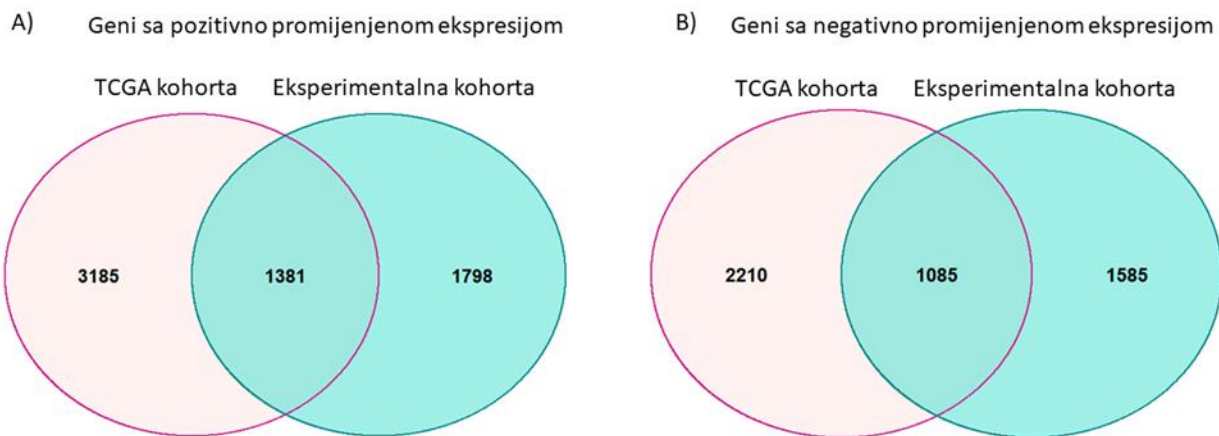 A) Geni sa pozitivno promijenjenom ekspresijom
TCGA kohorta Eksperimentalna kohorta
3185 1381 1798
B) Geni sa negativno promijenjenom ekspresijom
TCGA kohorta Eksperimentalna kohorta
2210 1085 1585